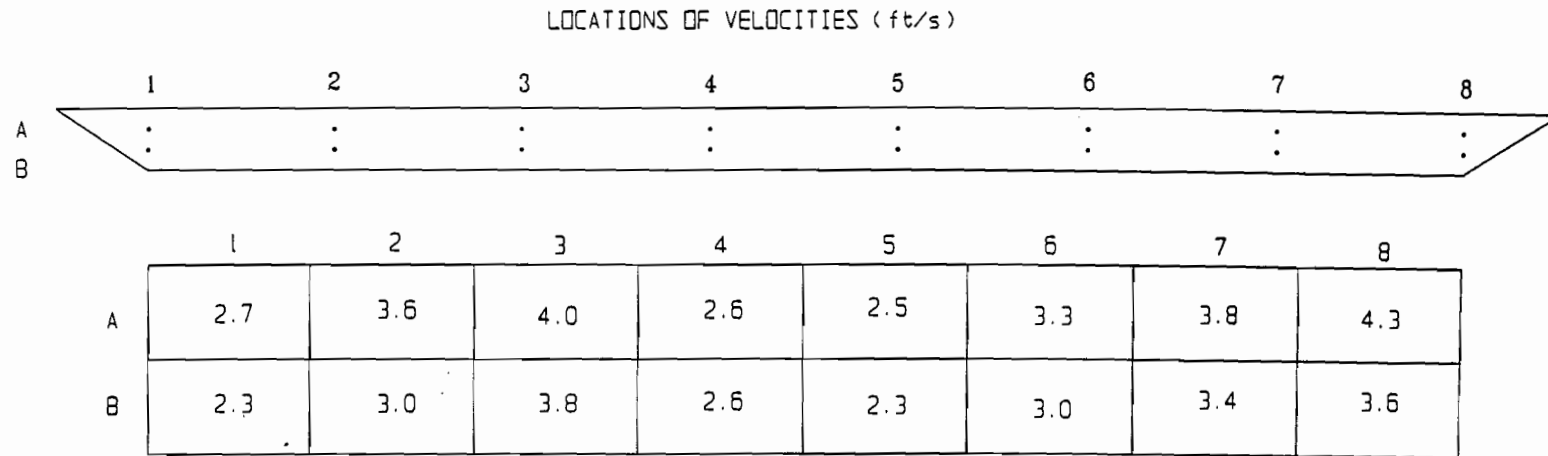 LOCATIONS OF VELOCITIES (ft/s)
1 2 3 4 5 6 7 8
A
B
1 2 3 4 5 6 7 8
A 2.7 3.6 4.0 2.6 2.5 3.3 3.8 4.3
B 2.3 3.0 3.8 2.6 2.3 3.0 3.4 3.6